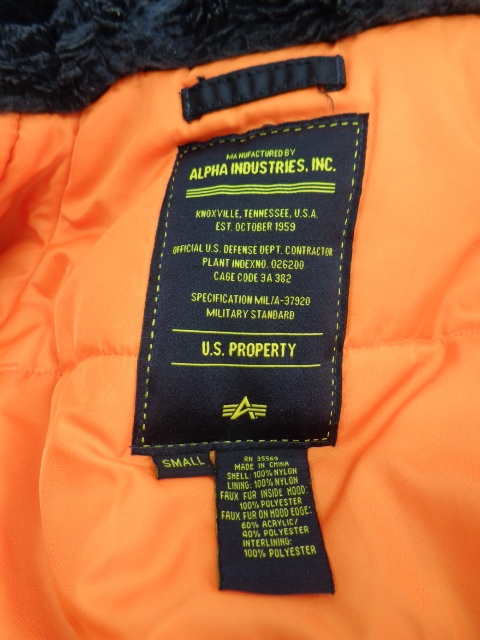 MANUFACTURED BY
ALPHA INDUSTRIES, INC.
KNOXVILLE, TENNESSEE, U.S.A.
EST. OCTOBER 1959
OFFICIAL U.S. DEFENSE DEPT. CONTRACTOR
PLANT INDEXNO. 026200
CAGE CODE 3A 382
SPECIFICATION MIL/A-37920
MILITARY STANDARD
U.S. PROPERTY
SMALL
RN 35564
MADE IN CHINA
SHELL: 100% NYLON
LINING: 100% NYLON
FAUX FUR INSIDE HOOD:
100% POLYESTER
FAUX FUR ON HOOD EDGE:
60% ACRYLIC/
40% POLYESTER
INTERLINING:
100% POLYESTER